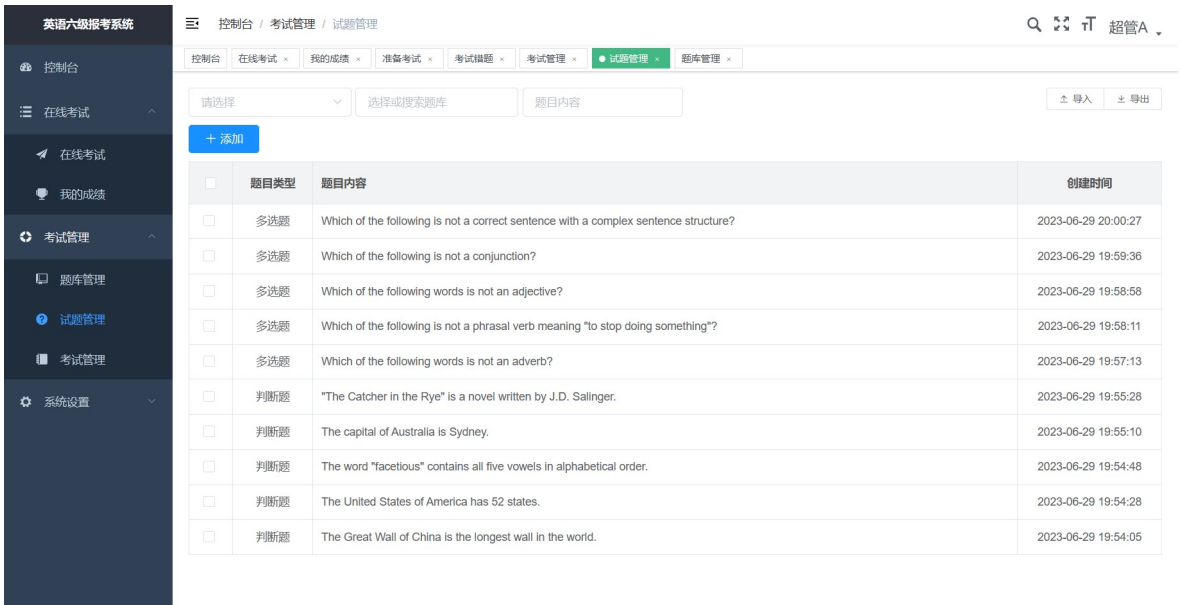 英语六级报考系统
控制台 / 考试管理 / 试题管理
超管A
控制台 在线考试 × 我的成绩 × 准备考试 × 考试楷题 × 考试管理 × 试题管理 × 题库管理 ×
控制台
在线考试
在线考试
我的成绩
考试管理
题库管理
试题管理
考试管理
系统设置
请选择 选择或搜索题库 题目内容 导入 导出
+ 添加
题目类型 题目内容 创建时间
多选题 Which of the following is not a correct sentence with a complex sentence structure? 2023-06-29 20:00:27
多选题 Which of the following is not a conjunction? 2023-06-29 19:59:36
多选题 Which of the following words is not an adjective? 2023-06-29 19:58:58
多选题 Which of the following is not a phrasal verb meaning "to stop doing something"? 2023-06-29 19:58:11
多选题 Which of the following words is not an adverb? 2023-06-29 19:57:13
判断题 "The Catcher in the Rye" is a novel written by J.D. Salinger. 2023-06-29 19:55:28
判断题 The capital of Australia is Sydney. 2023-06-29 19:55:10
判断题 The word "facetious" contains all five vowels in alphabetical order. 2023-06-29 19:54:48
判断题 The United States of America has 52 states. 2023-06-29 19:54:28
判断题 The Great Wall of China is the longest wall in the world. 2023-06-29 19:54:05